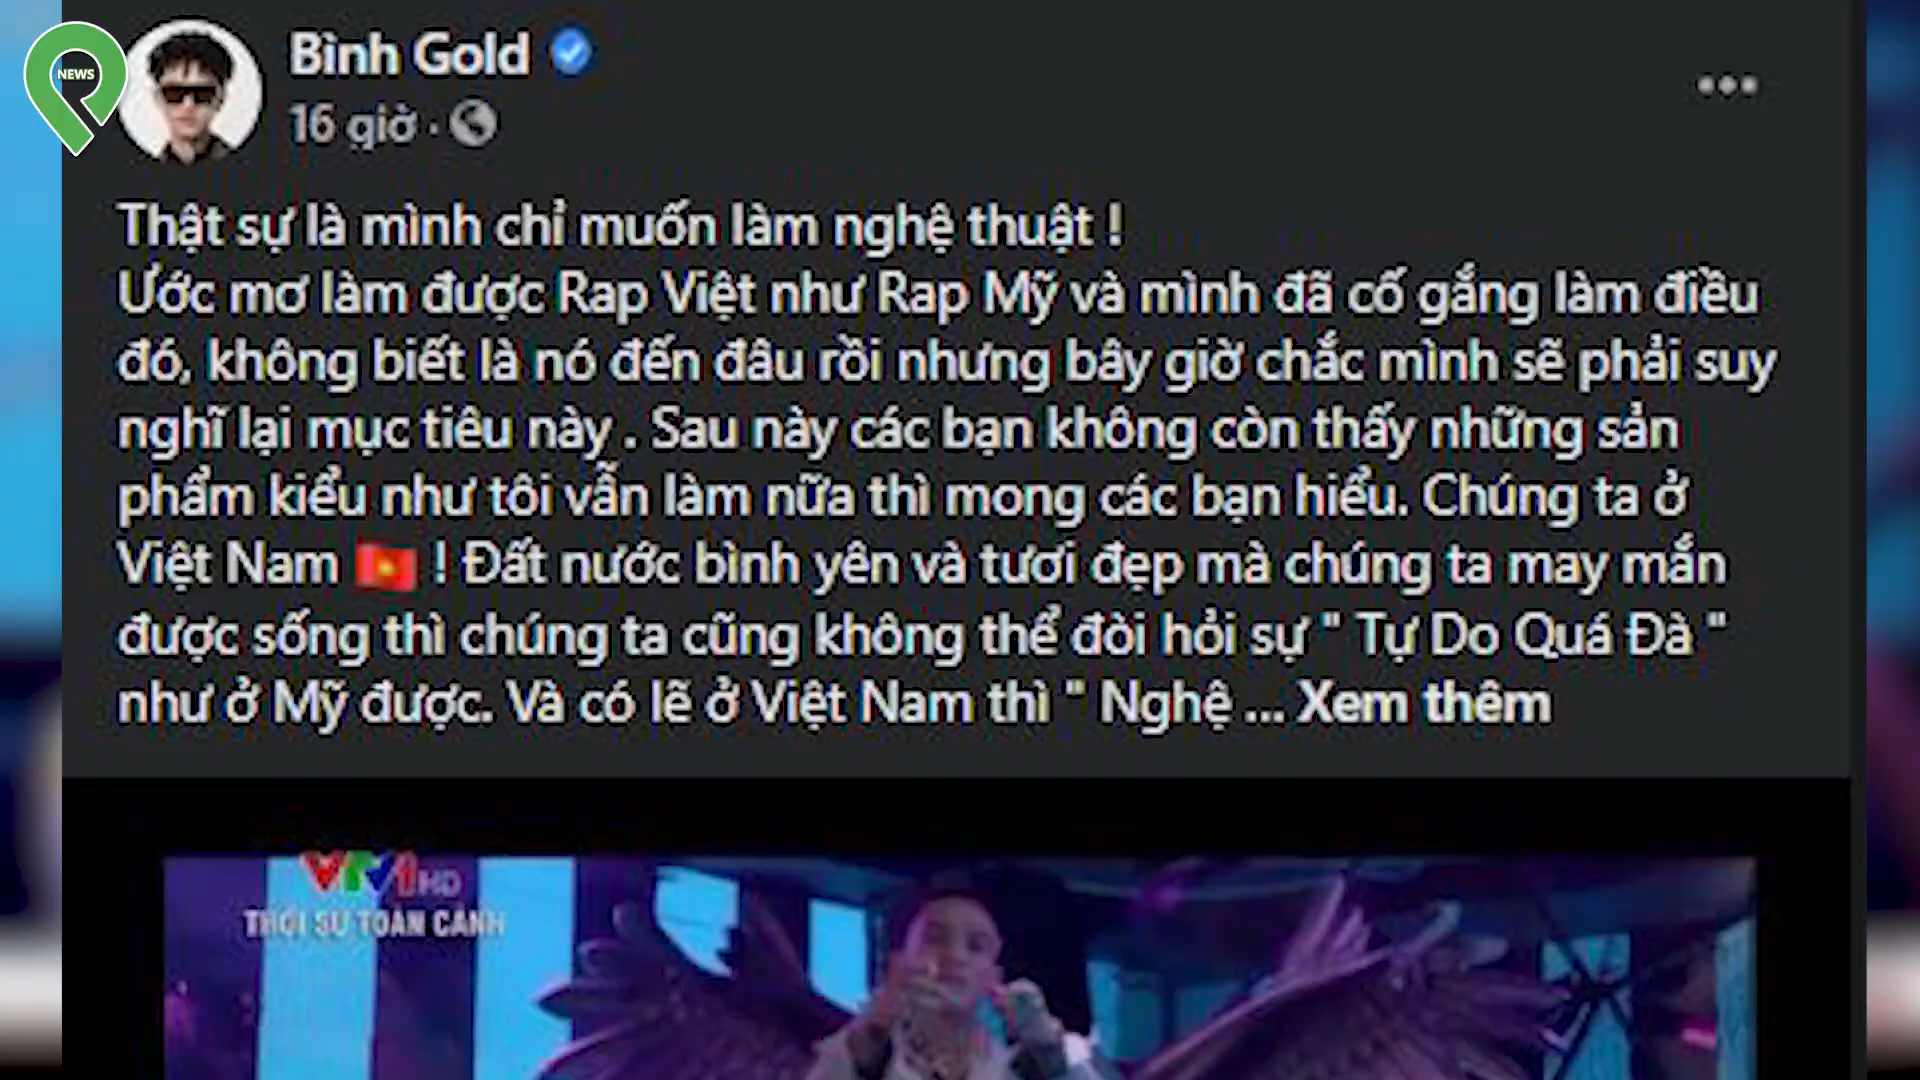 NEWS
Bình Gold
16 giờ ·
Thật sự là mình chỉ muốn làm nghệ thuật !
Ước mơ làm được Rap Việt như Rap Mỹ và mình đã cố gắng làm điều
đó, không biết là nó đến đâu rồi nhưng bây giờ chắc mình sẽ phải suy
nghĩ lại mục tiêu này . Sau này các bạn không còn thấy những sản
phẩm kiểu như tôi vẫn làm nữa thì mong các bạn hiểu. Chúng ta ở
Việt Nam 🇻🇳 ! Đất nước bình yên và tươi đẹp mà chúng ta may mắn
được sống thì chúng ta cũng không thể đòi hỏi sự " Tự Do Quá Đà "
như ở Mỹ được. Và có lẽ ở Việt Nam thì " Nghệ ... Xem thêm
VTV1 HD
THỜI SỰ TOÀN CẢNH